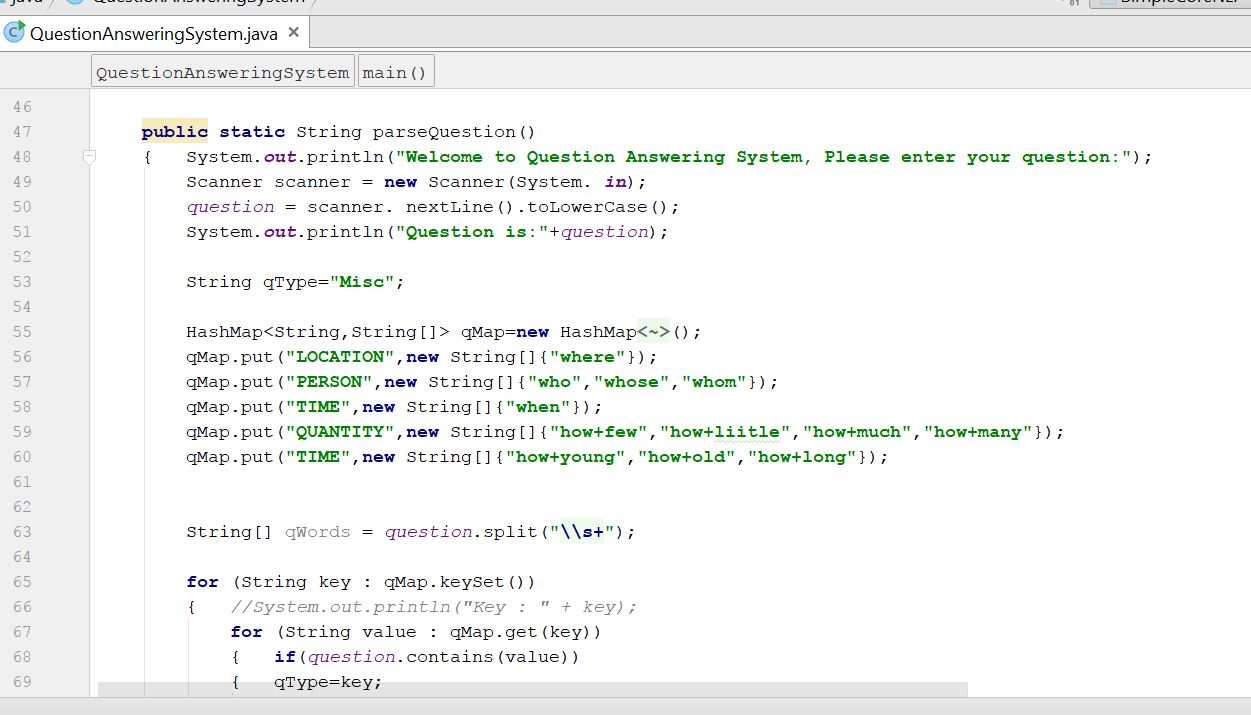 QuestionAnsweringSystem.java
QuestionAnsweringSystem main()
46
47 public static String parseQuestion()
48 { System.out.println("Welcome to Question Answering System, Please enter your question:");
49 Scanner scanner = new Scanner(System. in);
50 question = scanner. nextLine().toLowerCase();
51 System.out.println("Question is:"+question);
52
53 String qType="Misc";
54
55 HashMap<String,String[]> qMap=new HashMap<~>();
56 qMap.put("LOCATION",new String[]{"where"});
57 qMap.put("PERSON",new String[]{"who","whose","whom"});
58 qMap.put("TIME",new String[]{"when"});
59 qMap.put("QUANTITY",new String[]{"how+few","how+liitle","how+much","how+many"});
60 qMap.put("TIME",new String[]{"how+young","how+old","how+long"});
61
62
63 String[] qWords = question.split("\\s+");
64
65 for (String key : qMap.keySet())
66 { //System.out.println("Key : " + key);
67 for (String value : qMap.get(key))
68 { if(question.contains(value))
69 { qType=key;